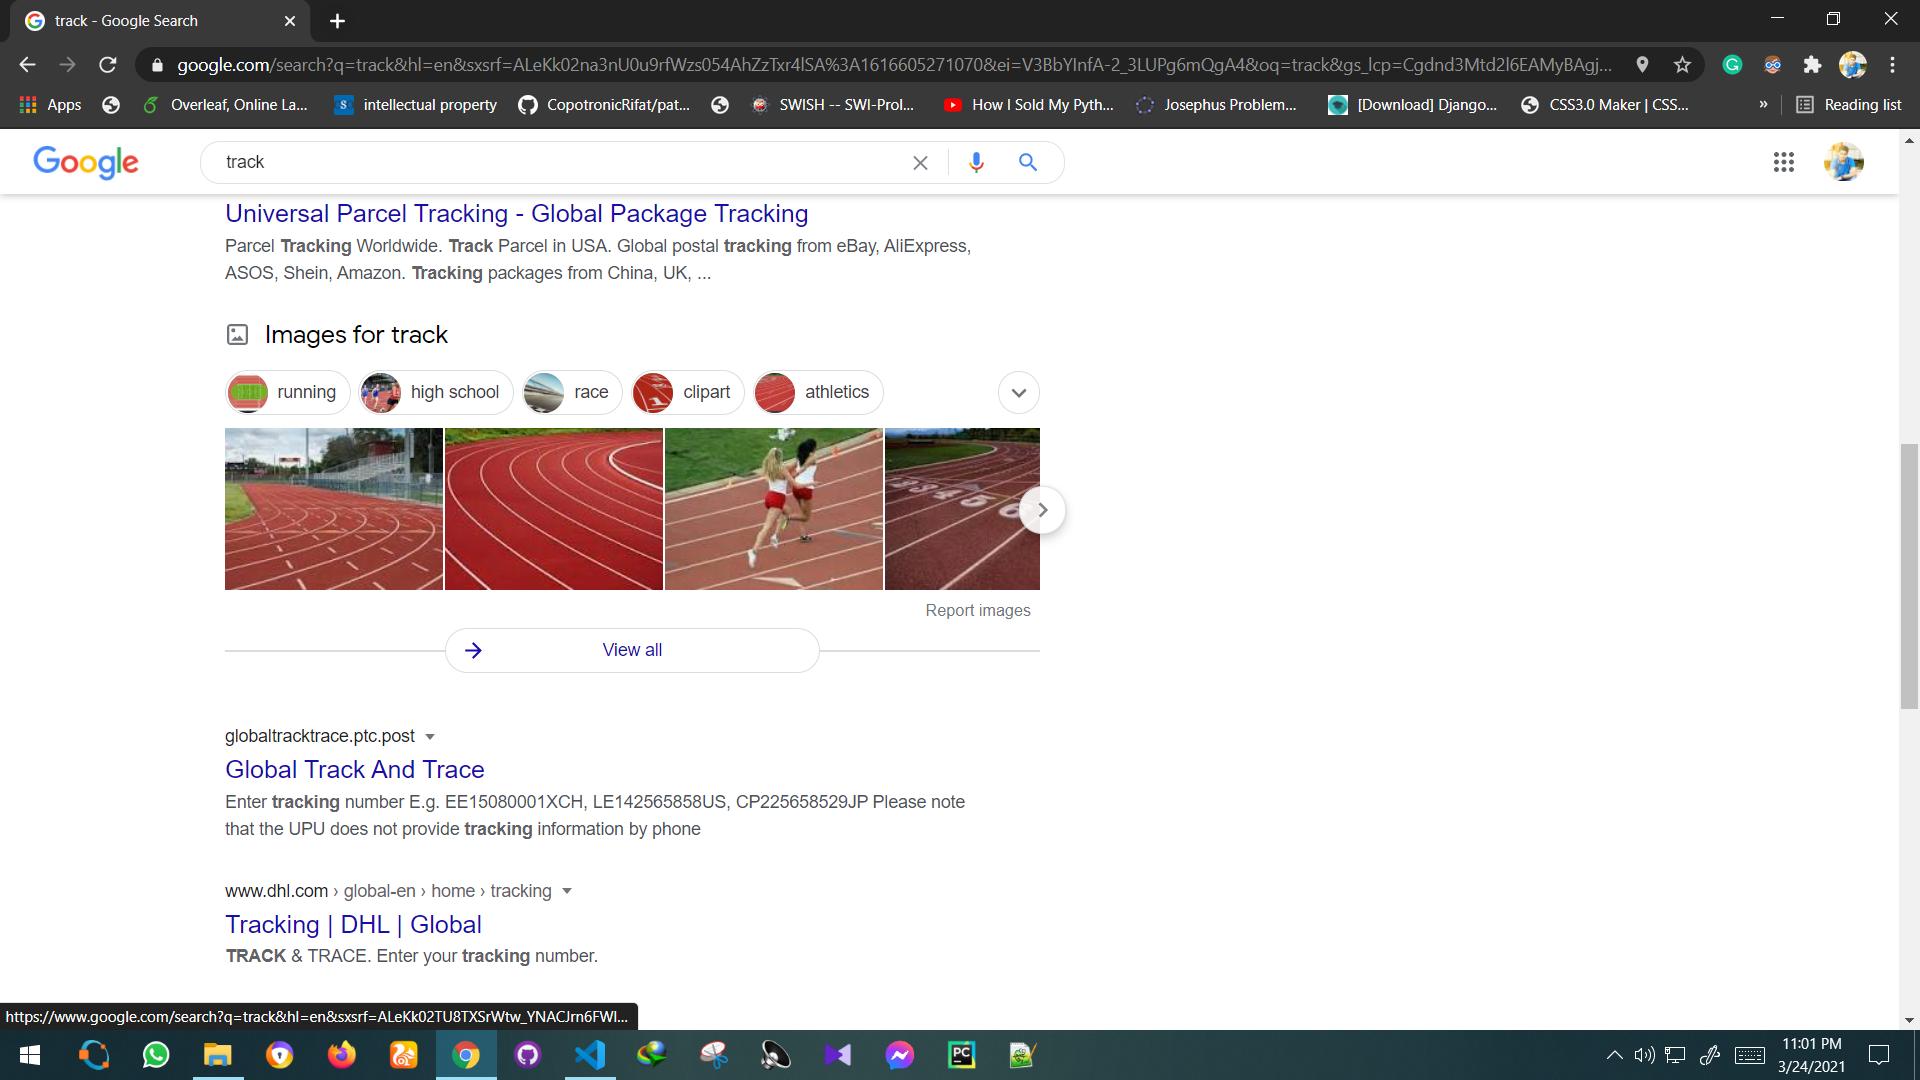 track - Google Search
google.com/search?q=track&hl=en&sxsrf=ALeKk02na3nU0u9rfWzs054AhZzTxr4lSA%3A1616605271070&ei=V3BbYInfA-2_3LUPg6mQgA4&oq=track&gs_lcp=Cgdnd3Mtd2l6EAMyBAgj...
Apps
Overleaf, Online La...
intellectual property
CopotronicRifat/pat...
SWISH -- SWI-Prol...
How I Sold My Pyth...
Josephus Problem...
[Download] Django...
CSS3.0 Maker | CSS...
»
Reading list
Google
track
Universal Parcel Tracking - Global Package Tracking
Parcel Tracking Worldwide. Track Parcel in USA. Global postal tracking from eBay, AliExpress,
ASOS, Shein, Amazon. Tracking packages from China, UK, ...
Images for track
running
high school
race
clipart
athletics
Report images
View all
globaltracktrace.ptc.post
Global Track And Trace
Enter tracking number E.g. EE15080001XCH, LE142565858US, CP225658529JP Please note
that the UPU does not provide tracking information by phone
www.dhl.com › global-en › home › tracking
Tracking | DHL | Global
TRACK & TRACE. Enter your tracking number.
https://www.google.com/search?q=track&hl=en&sxsrf=ALeKk02TU8TXSrWtw_YNACJrn6FWl...
PC
11:01 PM
3/24/2021